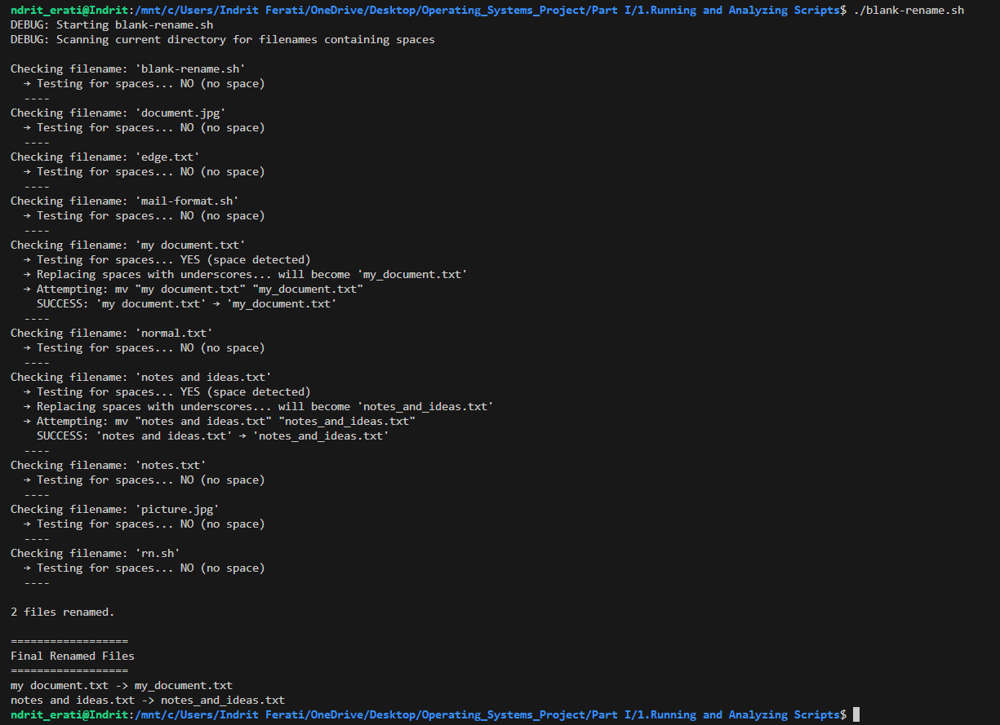 ndrit_erati@Indrit:/mnt/c/Users/Indrit Ferati/OneDrive/Desktop/Operating_Systems_Project/Part I/1.Running and Analyzing Scripts$ ./blank-rename.sh
DEBUG: Starting blank-rename.sh
DEBUG: Scanning current directory for filenames containing spaces

Checking filename: 'blank-rename.sh'
  → Testing for spaces... NO (no space)
  ----
Checking filename: 'document.jpg'
  → Testing for spaces... NO (no space)
  ----
Checking filename: 'edge.txt'
  → Testing for spaces... NO (no space)
  ----
Checking filename: 'mail-format.sh'
  → Testing for spaces... NO (no space)
  ----
Checking filename: 'my document.txt'
  → Testing for spaces... YES (space detected)
  → Replacing spaces with underscores... will become 'my_document.txt'
  → Attempting: mv "my document.txt" "my_document.txt"
    SUCCESS: 'my document.txt' → 'my_document.txt'
  ----
Checking filename: 'normal.txt'
  → Testing for spaces... NO (no space)
  ----
Checking filename: 'notes and ideas.txt'
  → Testing for spaces... YES (space detected)
  → Replacing spaces with underscores... will become 'notes_and_ideas.txt'
  → Attempting: mv "notes and ideas.txt" "notes_and_ideas.txt"
    SUCCESS: 'notes and ideas.txt' → 'notes_and_ideas.txt'
  ----
Checking filename: 'notes.txt'
  → Testing for spaces... NO (no space)
  ----
Checking filename: 'picture.jpg'
  → Testing for spaces... NO (no space)
  ----
Checking filename: 'rn.sh'
  → Testing for spaces... NO (no space)
  ----

2 files renamed.

==================
Final Renamed Files
==================
my document.txt -> my_document.txt
notes and ideas.txt -> notes_and_ideas.txt
ndrit_erati@Indrit:/mnt/c/Users/Indrit Ferati/OneDrive/Desktop/Operating_Systems_Project/Part I/1.Running and Analyzing Scripts$